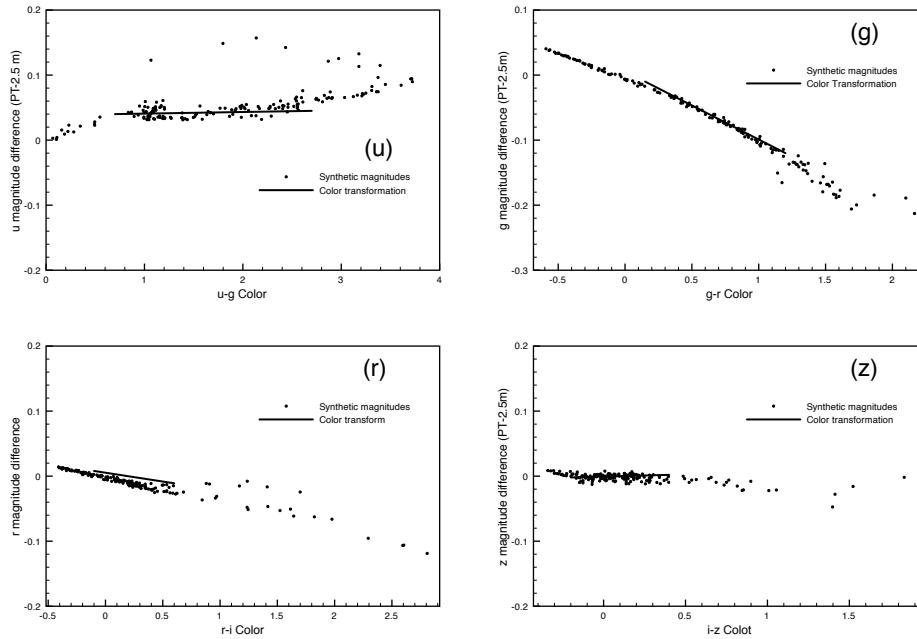 0.2
(g)
0.1
Synthetic magnitudes
Color Transformation
0
-0.1
-0.2
-0.3
-0.5
0
0.5
1
1.5
2
g-r Color
g magnitude difference (PT-2.5m)
0.2
0.1
0
-0.1
-0.2
(u)
Synthetic magnitudes
Color transformation
0
1
2
3
4
u-g Color
u magnitude difference (PT-2.5 m)
0.2
(r)
0.1
Synthetic magnitudes
Color transform
0
-0.1
-0.2
-0.5
0
0.5
1
1.5
2
2.5
r-i Color
r magnitude difference
0.2
(z)
0.1
Synthetic magnitudes
Color transformation
0
-0.1
-0.2
0
0.5
1
1.5
i-z Colot
z magnitude difference (PT-2.5m)